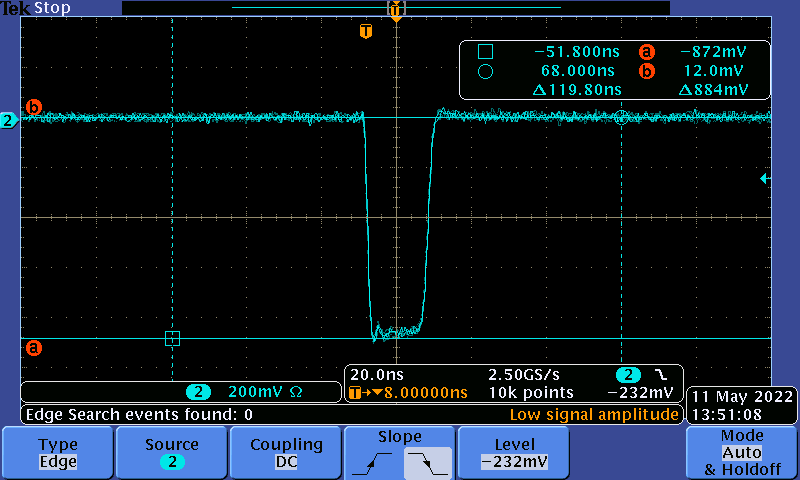 Tek Stop
T
T
−51.800ns a −872mV
68.000ns b 12.0mV
Δ119.80ns Δ884mV
b
2
a
2 200mV Ω
20.0ns 2.50GS/s 2
T→▼8.00000ns 10k points −232mV
Edge Search events found: 0 Low signal amplitude
11 May 2022
13:51:08
Type
Edge
Source
2
Coupling
DC
Slope
Level
−232mV
Mode
Auto
& Holdoff